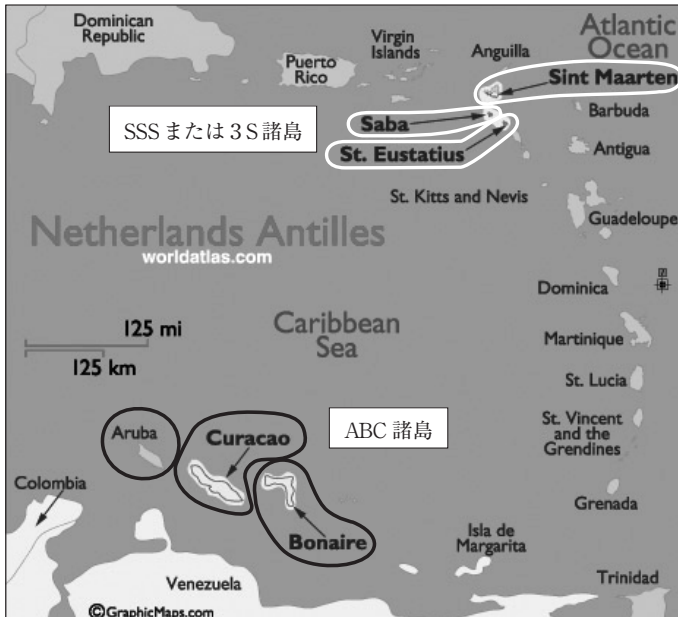 Dominican
Republic
Puerto
Rico
Virgin
Islands
Anguilla
Atlantic
Ocean
Sint Maarten
Barbuda
SSS または 3S 諸島
Saba
St. Eustatius
Antigua
St. Kitts and Nevis
Guadeloupe
Netherlands Antilles
worldatlas.com
Dominica
N
125 mi
125 km
Caribbean
Sea
Martinique
St. Lucia
St. Vincent
and the
Grendines
Aruba
Curacao
ABC 諸島
Colombia
Bonaire
Grenada
Isla de
Margarita
Venezuela
Trinidad
©GraphicMaps.com